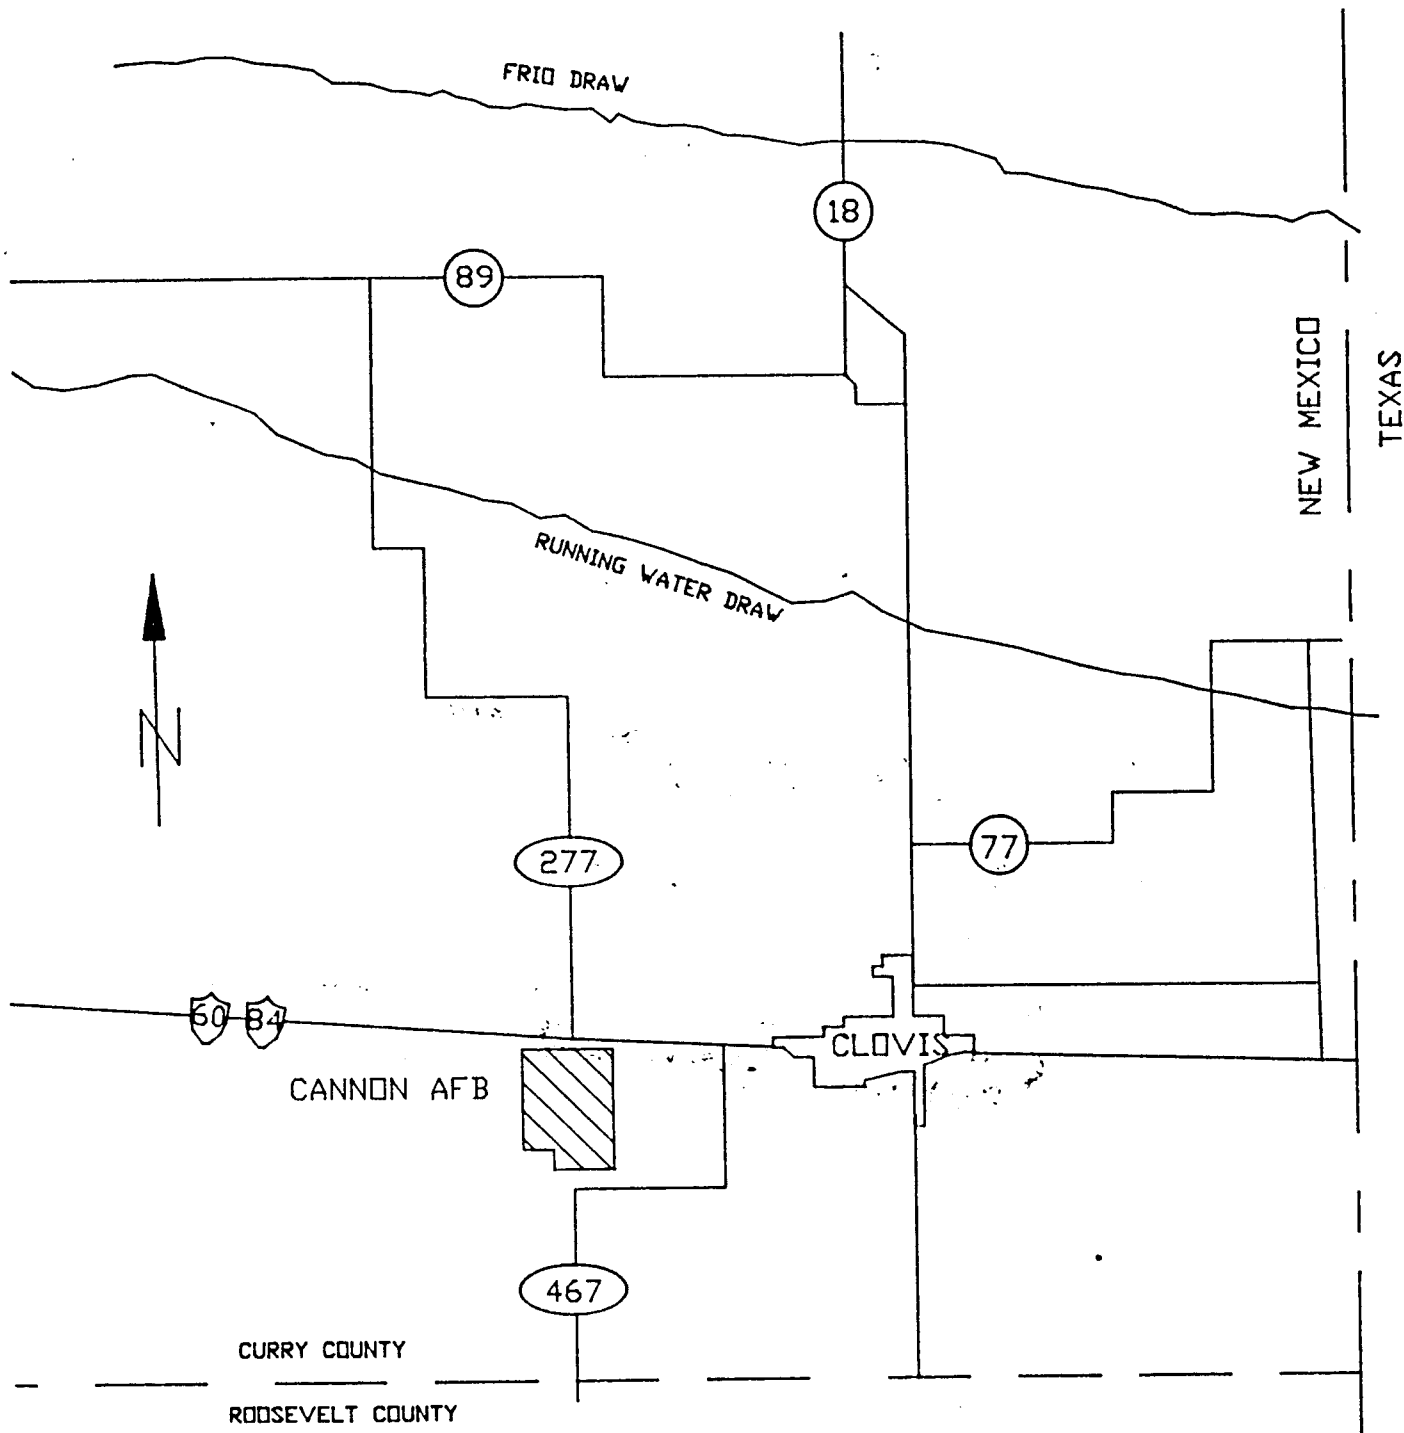 FRIO DRAW
18
89
NEW MEXICO
TEXAS
RUNNING WATER DRAW
N
77
277
60 84
CLOVIS
CANNON AFB
467
CURRY COUNTY
ROOSEVELT COUNTY